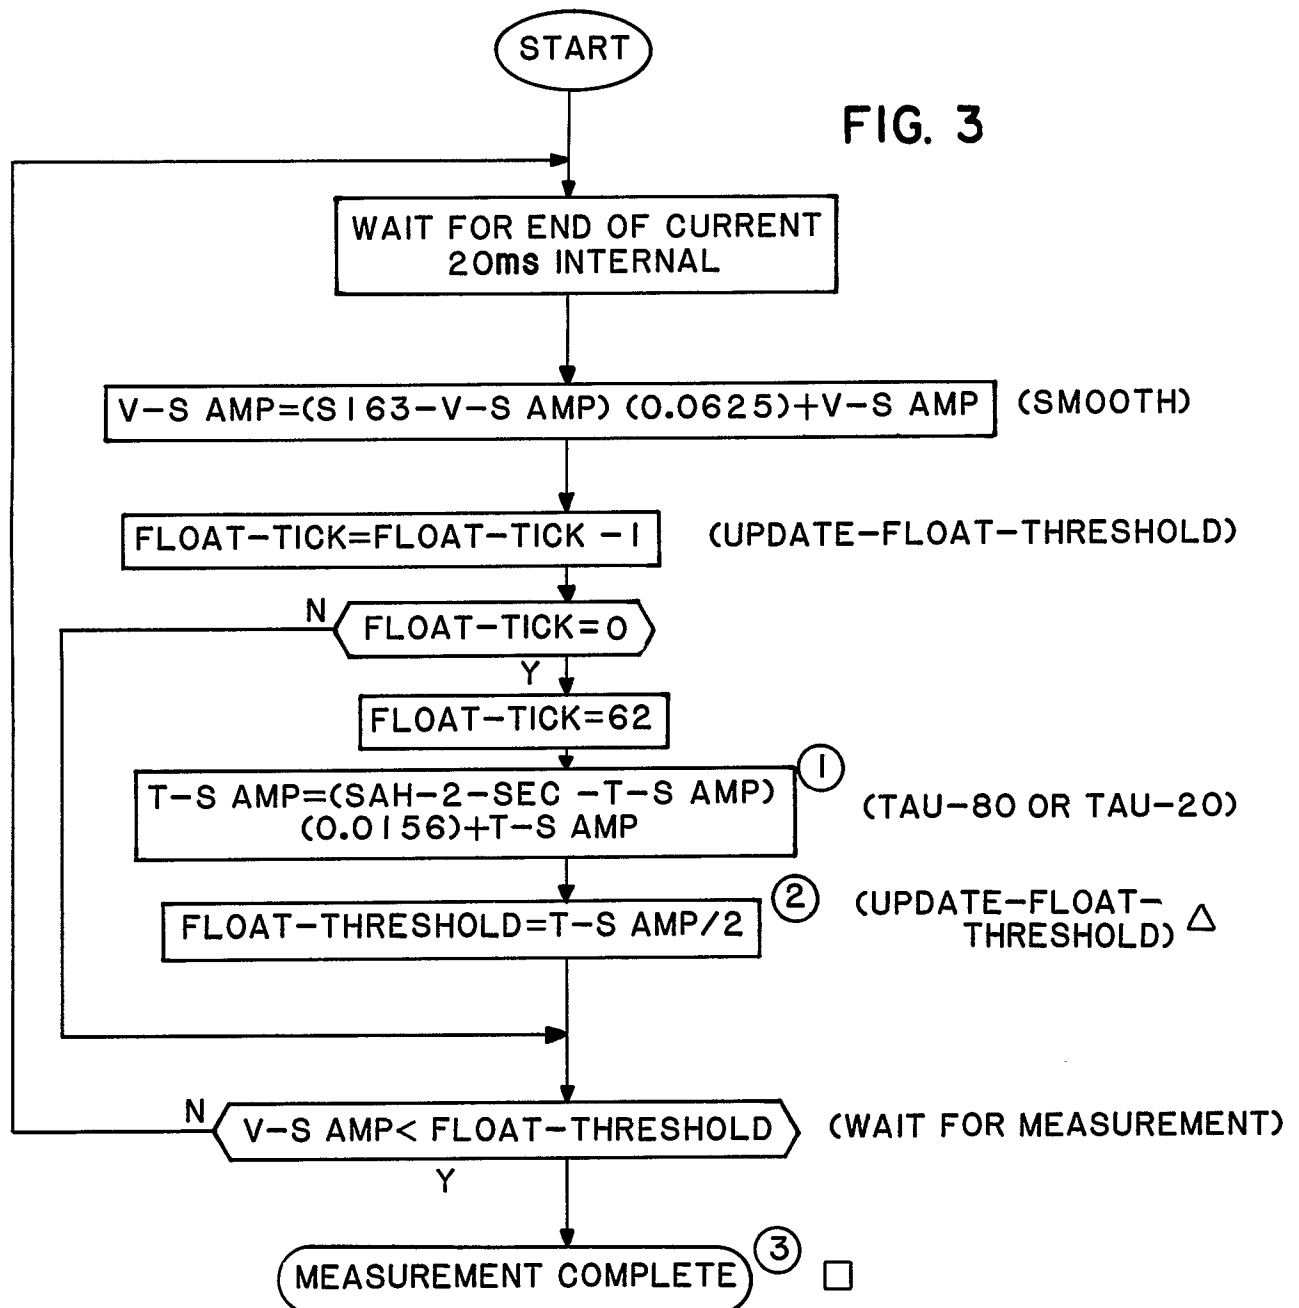 START
FIG. 3
WAIT FOR END OF CURRENT
20ms INTERNAL
V-S AMP=(S163-V-S AMP) (0.0625)+V-S AMP
(SMOOTH)
FLOAT-TICK=FLOAT-TICK -1
(UPDATE-FLOAT-THRESHOLD)
N
FLOAT-TICK=0
Y
FLOAT-TICK=62
1
T-S AMP=(SAH-2-SEC -T-S AMP)
(0.0156)+T-S AMP
(TAU-80 OR TAU-20)
2
FLOAT-THRESHOLD=T-S AMP/2
(UPDATE-FLOAT-
THRESHOLD) △
N
V-S AMP< FLOAT-THRESHOLD
(WAIT FOR MEASUREMENT)
Y
3
MEASUREMENT COMPLETE
□